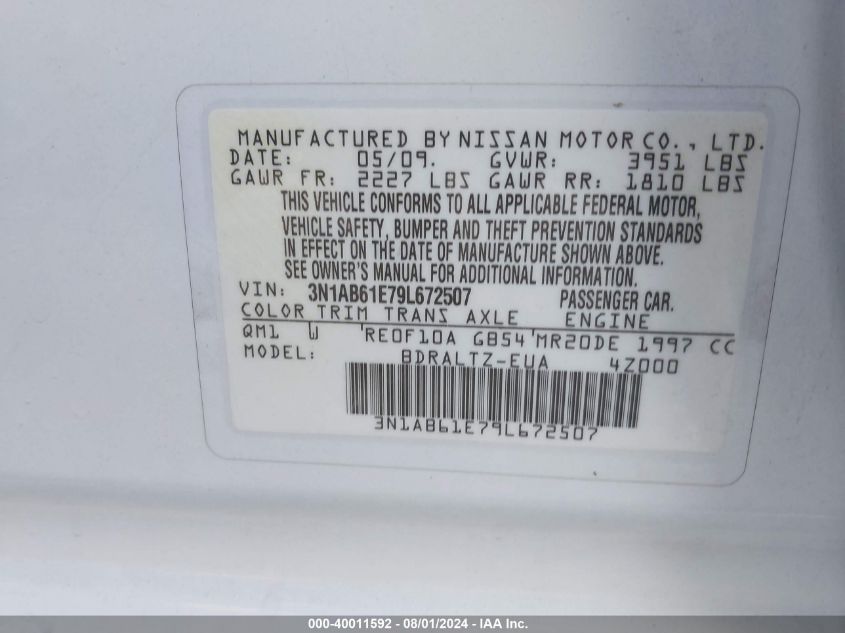 MANUFACTURED BY NISSAN MOTOR CO., LTD.
DATE: 05/09. GVWR: 3951 LBS
GAWR FR: 2227 LBS GAWR RR: 1810 LBS
THIS VEHICLE CONFORMS TO ALL APPLICABLE FEDERAL MOTOR,
VEHICLE SAFETY, BUMPER AND THEFT PREVENTION STANDARDS
IN EFFECT ON THE DATE OF MANUFACTURE SHOWN ABOVE.
SEE OWNER'S MANUAL FOR ADDITIONAL INFORMATION.
VIN: 3N1AB61E79L672507 PASSENGER CAR.
COLOR TRIM TRANS AXLE ENGINE
QM1 W RE0F10A GB54 MR20DE 1997 CC
MODEL: BDRALTZ-EUA 4Z000
3N1AB61E79L672507
000-40011592 - 08/01/2024 - IAA Inc.